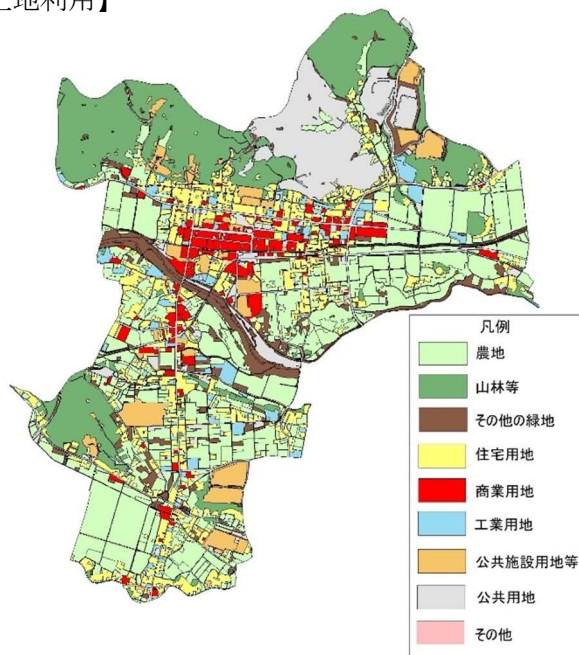 土地利用】
凡例
農地
山林等
その他の緑地
住宅用地
商業用地
工業用地
公共施設用地等
公共用地
その他